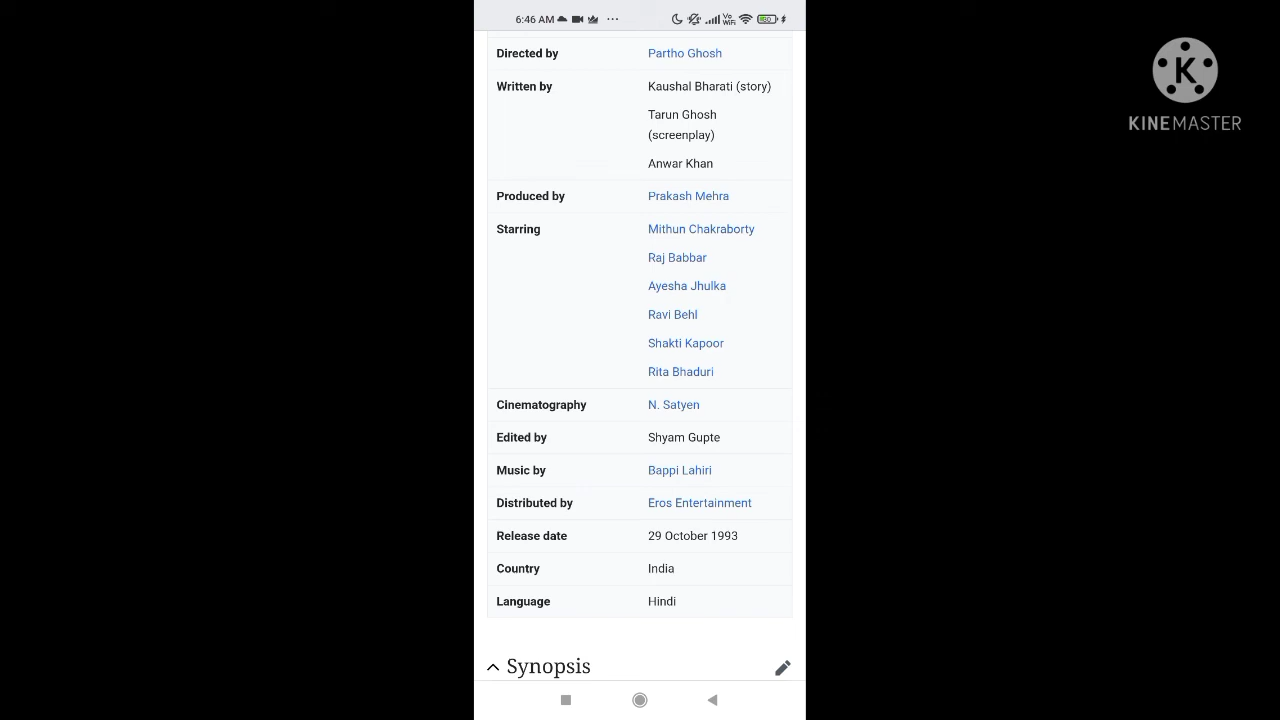 6:46 AM
Vo
WiFi
80
Directed by
Partho Ghosh
Written by
Kaushal Bharati (story)
Tarun Ghosh
(screenplay)
Anwar Khan
Produced by
Prakash Mehra
Starring
Mithun Chakraborty
Raj Babbar
Ayesha Jhulka
Ravi Behl
Shakti Kapoor
Rita Bhaduri
Cinematography
N. Satyen
Edited by
Shyam Gupte
Music by
Bappi Lahiri
Distributed by
Eros Entertainment
Release date
29 October 1993
Country
India
Language
Hindi
Synopsis
K
KINEMASTER